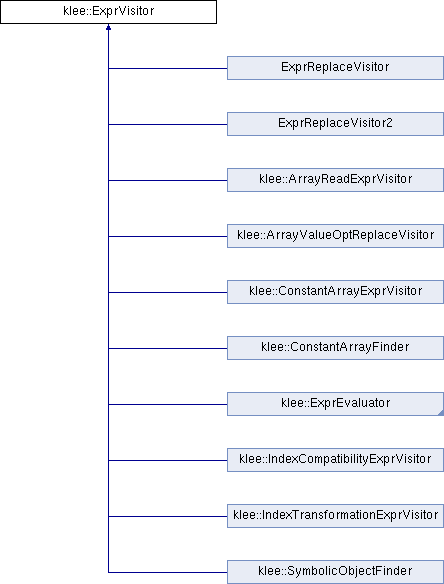 klee::ExprVisitor
ExprReplaceVisitor
ExprReplaceVisitor2
klee::ArrayReadExprVisitor
klee::ArrayValueOptReplaceVisitor
klee::ConstantArrayExprVisitor
klee::ConstantArrayFinder
klee::ExprEvaluator
klee::IndexCompatibilityExprVisitor
klee::IndexTransformationExprVisitor
klee::SymbolicObjectFinder